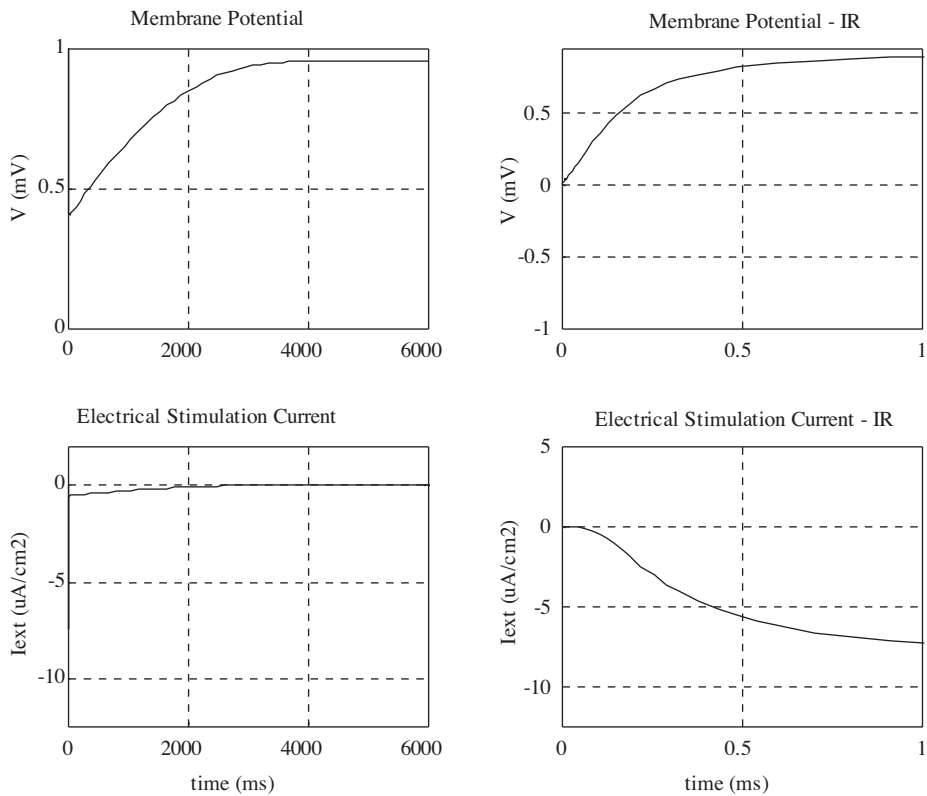 Membrane Potential
1
0.5
0
V (mV)
0 2000 4000 6000
Membrane Potential - IR
0.5
0
-0.5
-1
V (mV)
0 0.5 1
Electrical Stimulation Current
0
-5
-10
Iext (uA/cm2)
0 2000 4000 6000
time (ms)
Electrical Stimulation Current - IR
5
0
-5
-10
Iext (uA/cm2)
0 0.5 1
time (ms)